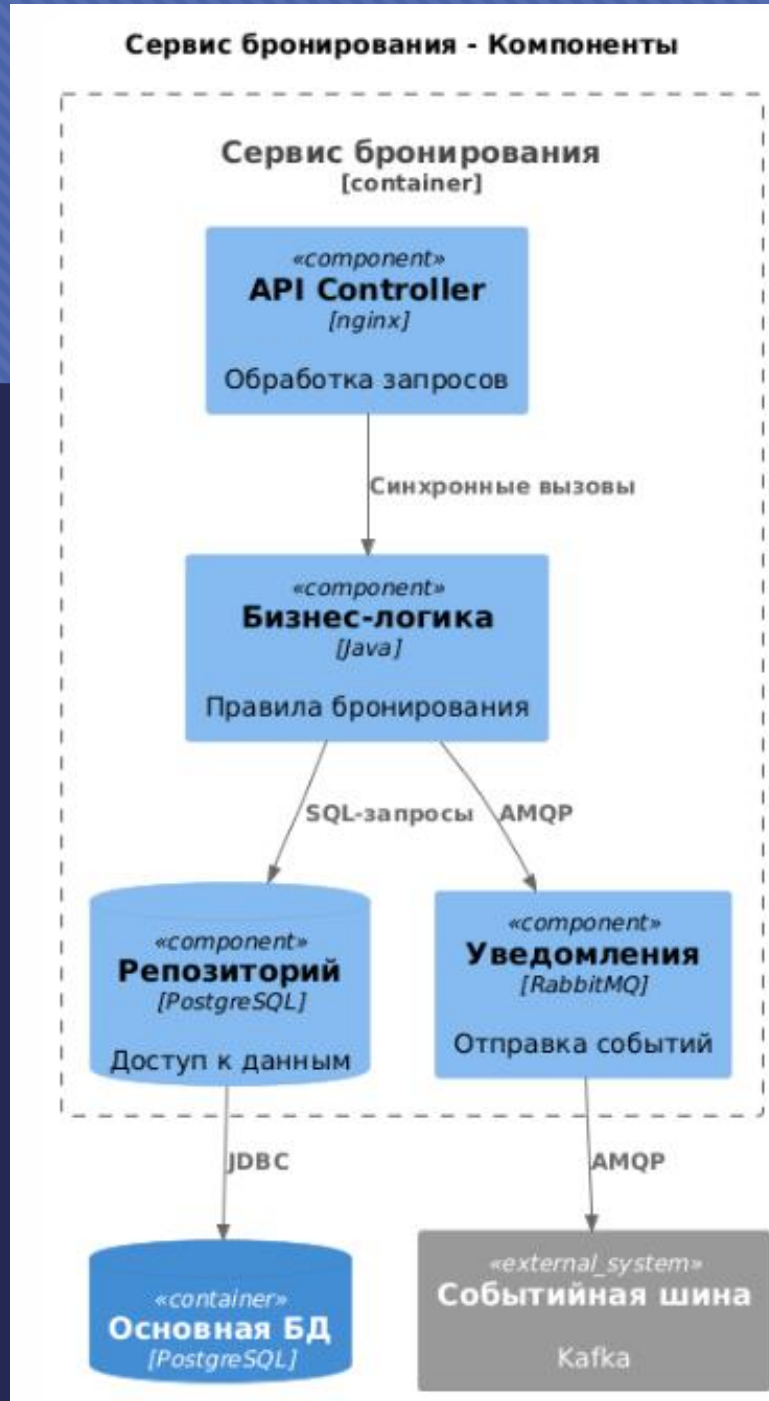 Сервис бронирования - Компоненты
Сервис бронирования
[container]
«component»
API Controller
[nginx]
Обработка запросов
Синхронные вызовы
«component»
Бизнес-логика
[Java]
Правила бронирования
SQL-запросы
AMQP
«component»
Репозиторий
[PostgreSQL]
Доступ к данным
«component»
Уведомления
[RabbitMQ]
Отправка событий
JDBC
AMQP
«container»
Основная БД
[PostgreSQL]
«external_system»
Событийная шина
Kafka